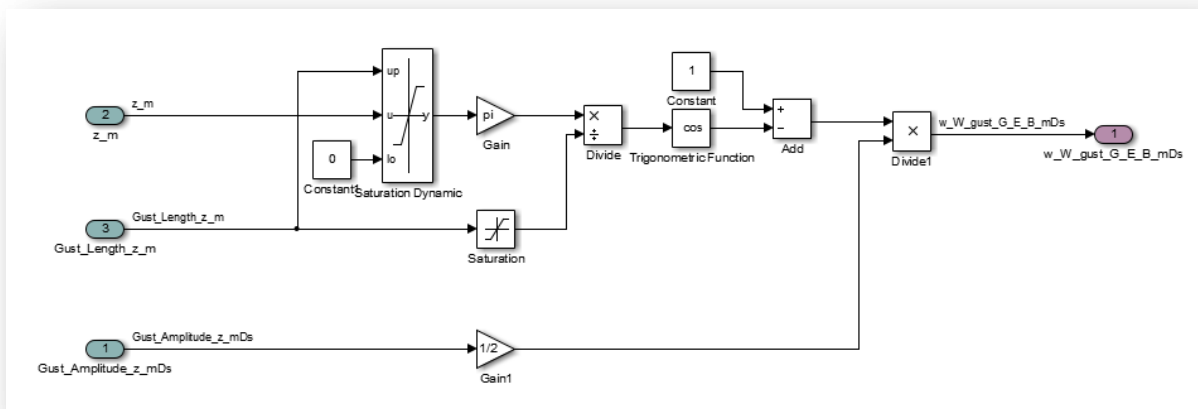 2
z_m
z_m
up
u
y
lo
0
Constant1
Saturation Dynamic
pi
Gain
×
÷
Divide
1
Constant
cos
Trigonometric Function
+
−
Add
×
Divide1
w_W_gust_G_E_B_mDs
1
w_W_gust_G_E_B_mDs
3
Gust_Length_z_m
Gust_Length_z_m
Saturation
1
Gust_Amplitude_z_mDs
Gust_Amplitude_z_mDs
1/2
Gain1